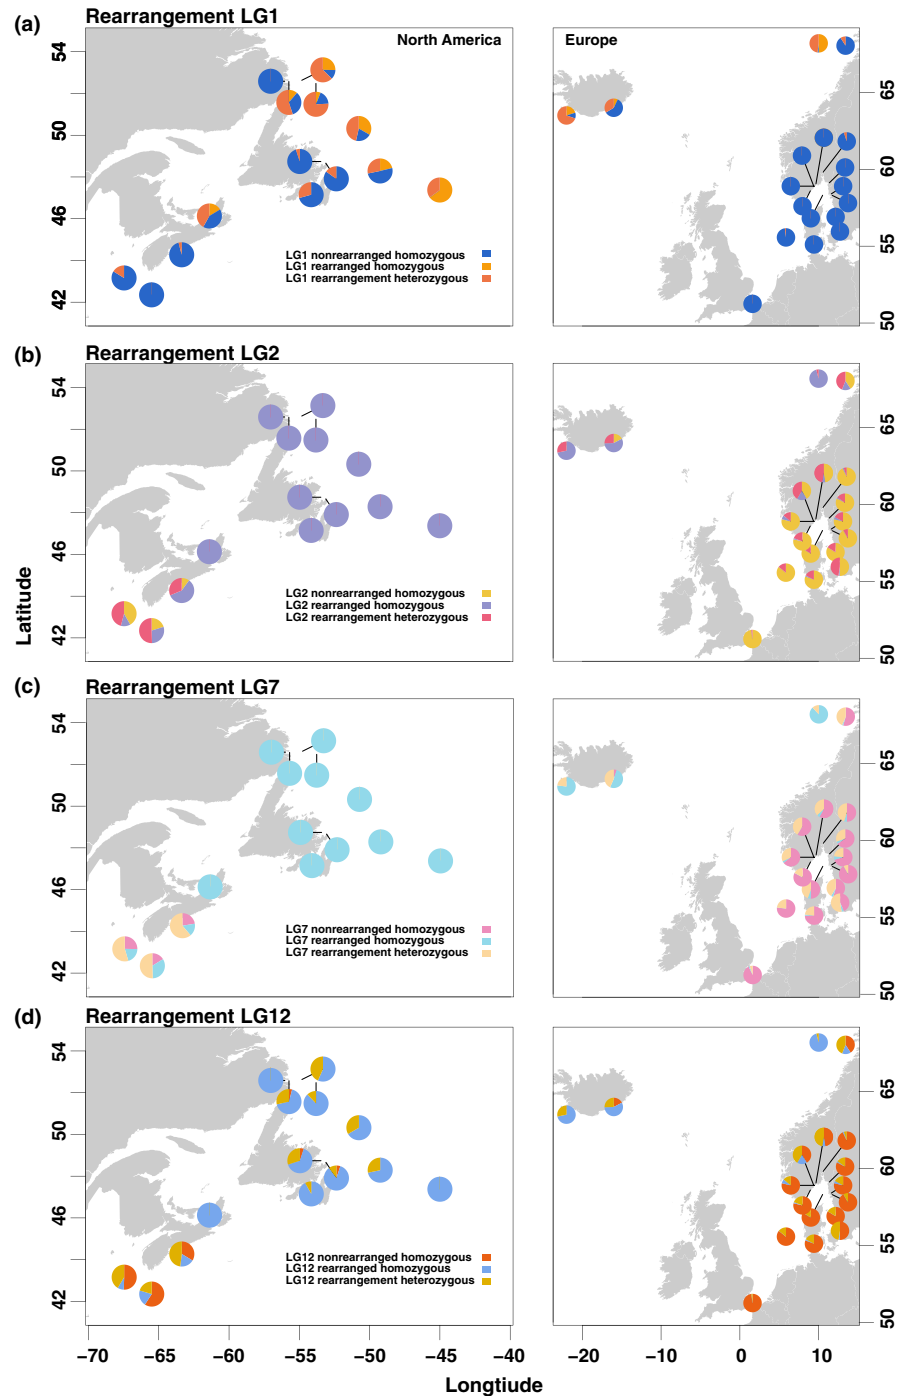 (a) Rearrangement LG1
North America
Europe
54
50
46
42
65
60
55
50
LG1 nonrearranged homozygous
LG1 rearranged homozygous
LG1 rearrangement heterozygous
(b) Rearrangement LG2
54
50
46
42
65
60
55
50
LG2 nonrearranged homozygous
LG2 rearranged homozygous
LG2 rearrangement heterozygous
Latitude
(c) Rearrangement LG7
54
50
46
42
65
60
55
50
LG7 nonrearranged homozygous
LG7 rearranged homozygous
LG7 rearrangement heterozygous
(d) Rearrangement LG12
54
50
46
42
65
60
55
50
LG12 nonrearranged homozygous
LG12 rearranged homozygous
LG12 rearrangement heterozygous
−70 −65 −60 −55 −50 −45 −40 −20 −10 0 10
Longtiude